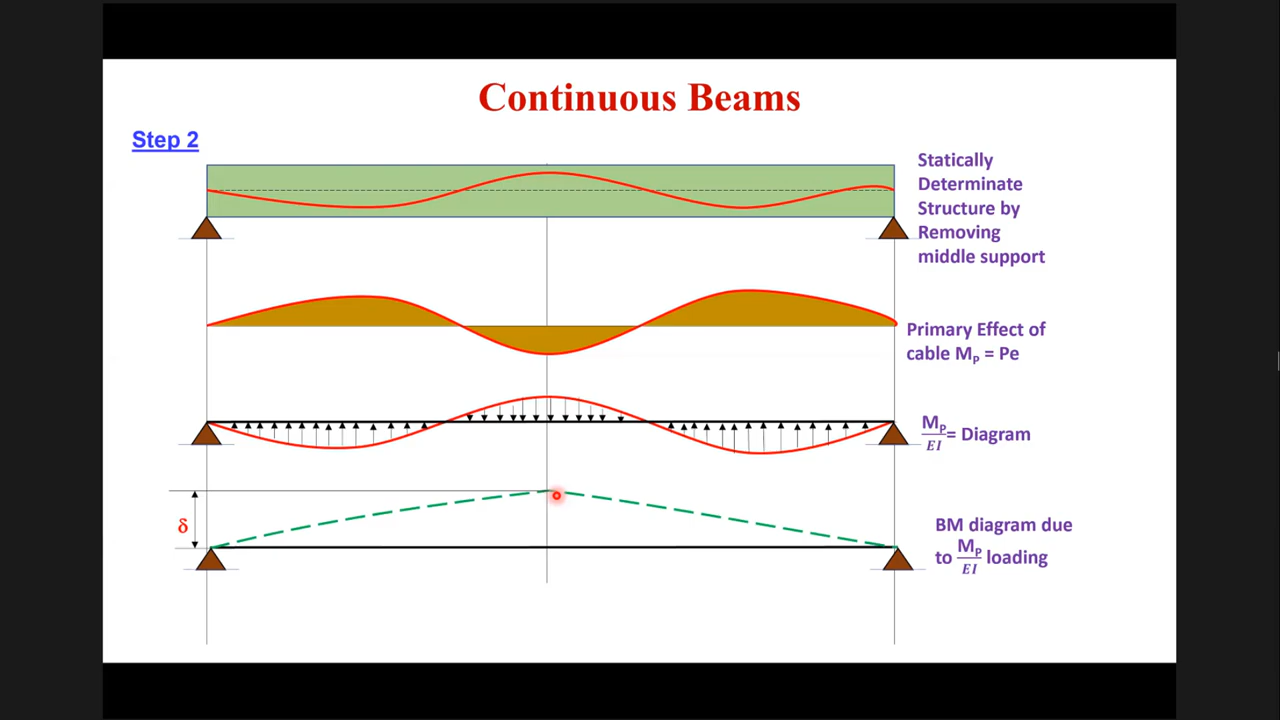 Continuous Beams
Step 2
Statically
Determinate
Structure by
Removing
middle support
Primary Effect of
cable M_P = Pe
M_P/EI = Diagram
δ
BM diagram due
to M_P/EI loading